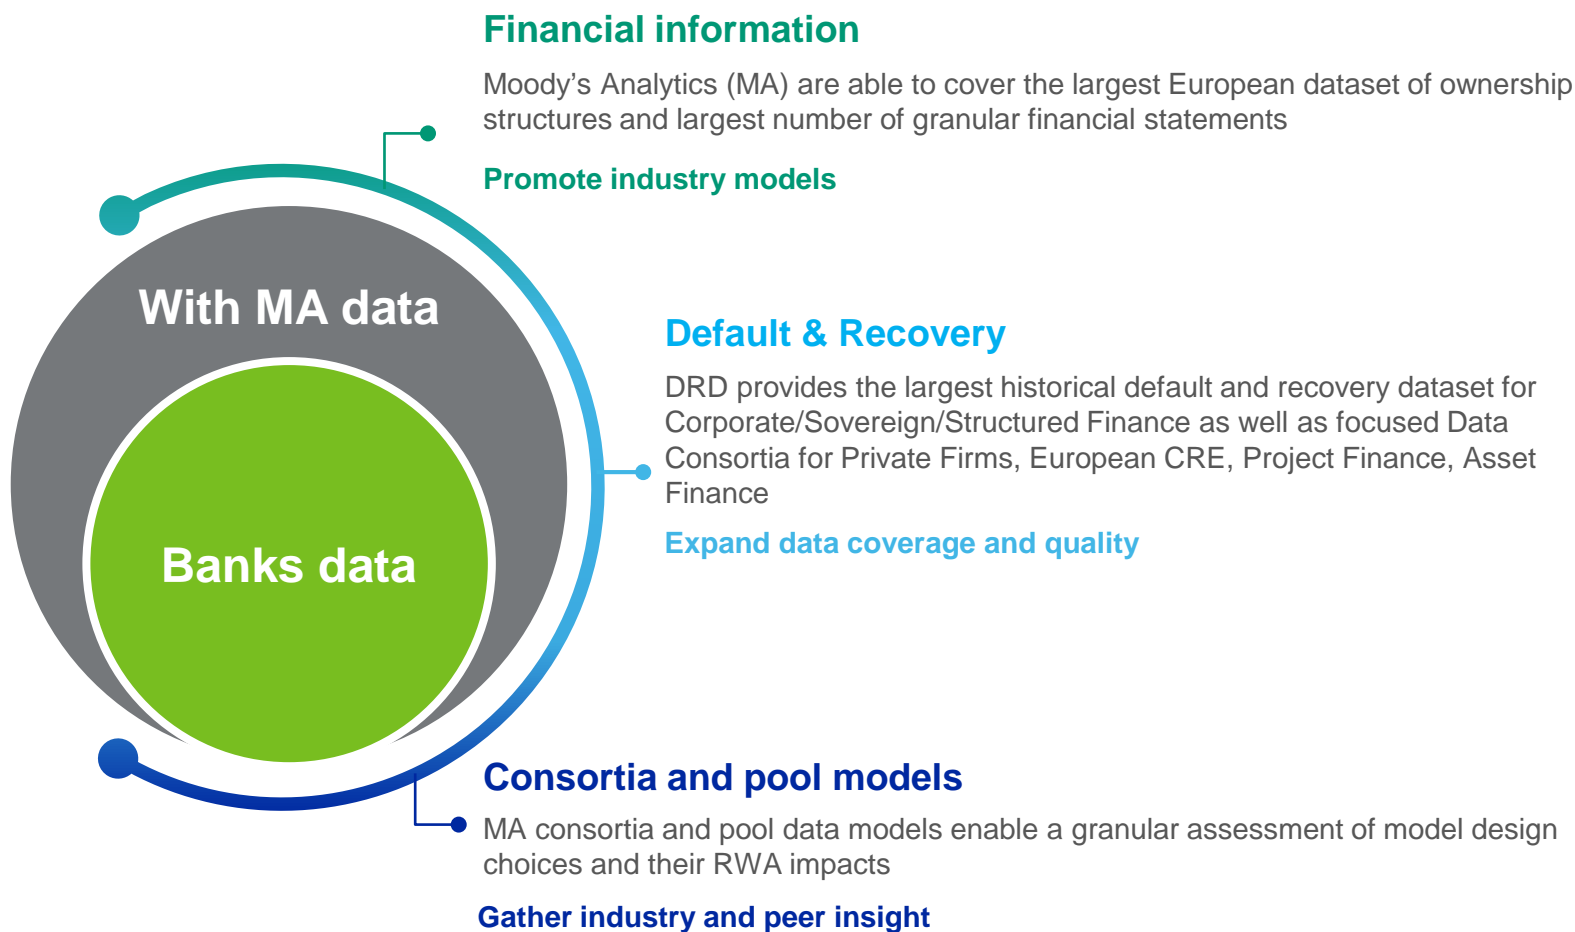 Financial information
Moody’s Analytics (MA) are able to cover the largest European dataset of ownership
structures and largest number of granular financial statements
Promote industry models
With MA data
Default & Recovery
DRD provides the largest historical default and recovery dataset for
Corporate/Sovereign/Structured Finance as well as focused Data
Consortia for Private Firms, European CRE, Project Finance, Asset
Finance
Expand data coverage and quality
Banks data
Consortia and pool models
MA consortia and pool data models enable a granular assessment of model design
choices and their RWA impacts
Gather industry and peer insight